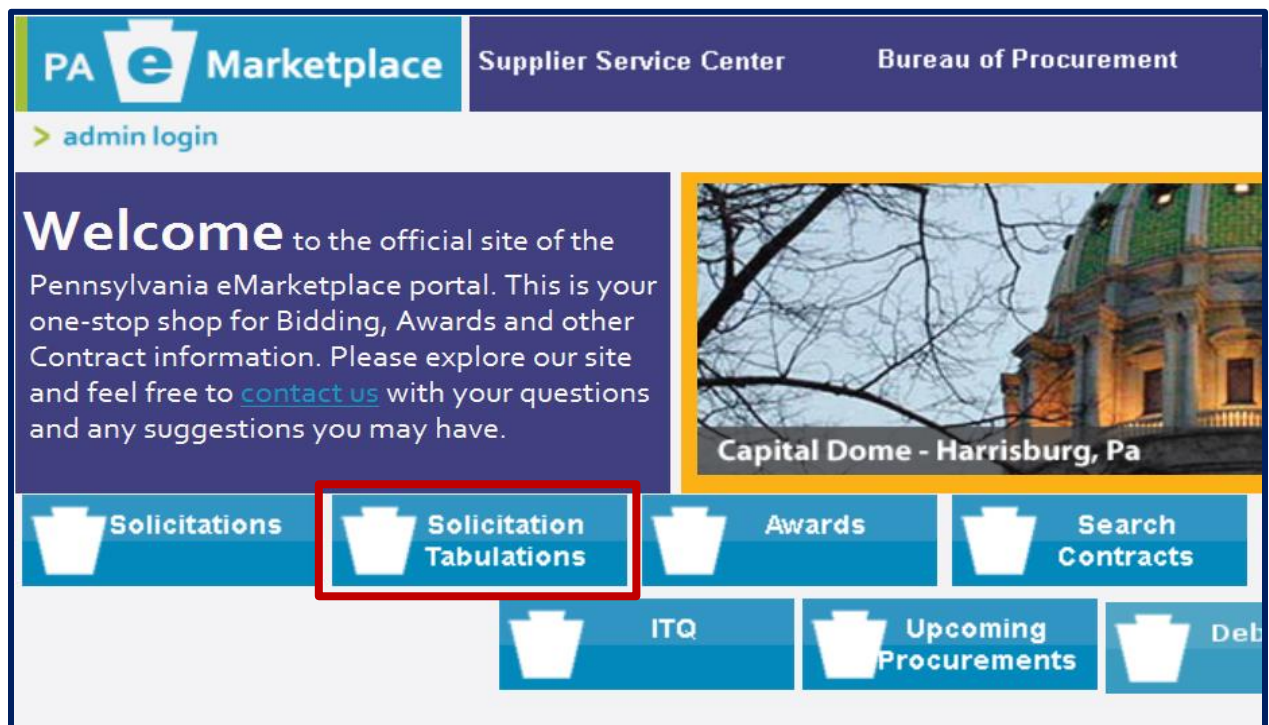 PA e Marketplace
Supplier Service Center
Bureau of Procurement
> admin login
Welcome to the official site of the
Pennsylvania eMarketplace portal. This is your
one-stop shop for Bidding, Awards and other
Contract information. Please explore our site
and feel free to contact us with your questions
and any suggestions you may have.
Capital Dome - Harrisburg, Pa
Solicitations
Solicitation
Tabulations
Awards
Search
Contracts
ITQ
Upcoming
Procurements
Deb